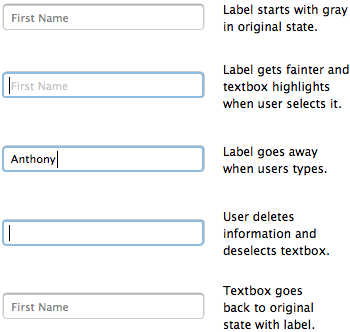 First Name
Label starts with gray
in original state.
First Name
Label gets fainter and
textbox highlights
when user selects it.
Anthony
Label goes away
when users types.
User deletes
information and
deselects textbox.
First Name
Textbox goes
back to original
state with label.